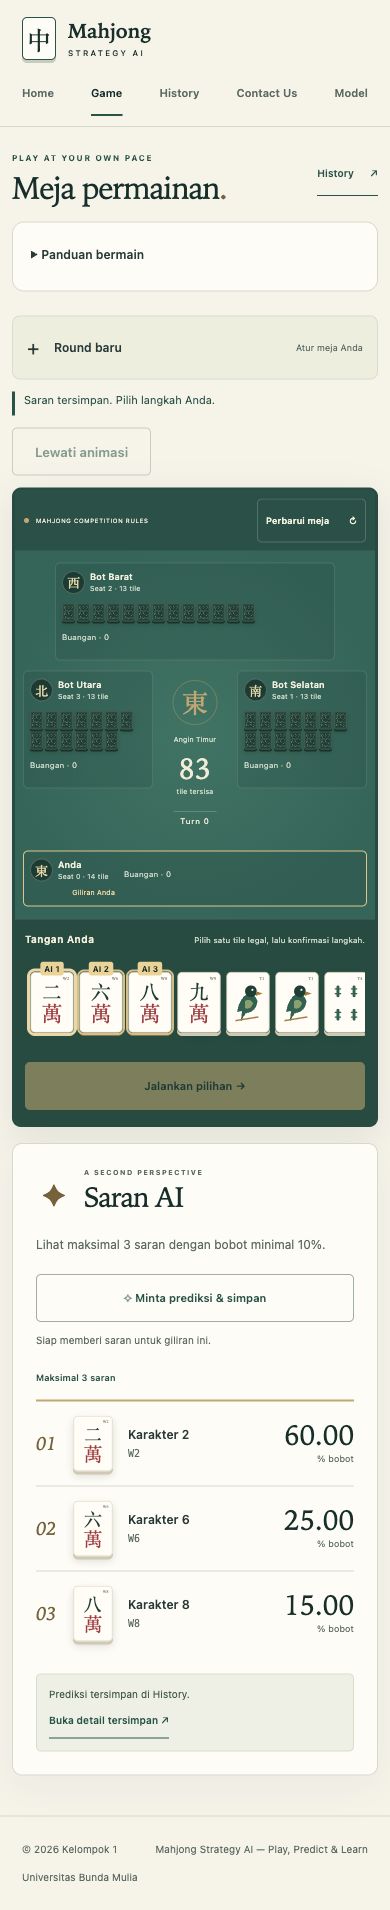 中 Mahjong
STRATEGY AI
Home Game History Contact Us Model
PLAY AT YOUR OWN PACE
Meja permainan.
History ↗
▶ Panduan bermain
+ Round baru Atur meja Anda
Saran tersimpan. Pilih langkah Anda.
Lewati animasi
MAHJONG COMPETITION RULES
Perbarui meja ↻
西 Bot Barat
Seat 2 · 13 tile
Buangan · 0
北 Bot Utara
Seat 3 · 13 tile
Buangan · 0
東
Angin Timur
83
tile tersisa
Turn 0
南 Bot Selatan
Seat 1 · 13 tile
Buangan · 0
東 Anda
Seat 0 · 14 tile
Buangan · 0
Giliran Anda
Tangan Anda
Pilih satu tile legal, lalu konfirmasi langkah.
AI 1 AI 2 AI 3
W2 W6 W8 W9 T1 T1
二 六 八 九
萬 萬 萬 萬
Jalankan pilihan →
A SECOND PERSPECTIVE
Saran AI
Lihat maksimal 3 saran dengan bobot minimal 10%.
✧ Minta prediksi & simpan
Siap memberi saran untuk giliran ini.
Maksimal 3 saran
01 二萬 Karakter 2 60.00
W2 % bobot
02 六萬 Karakter 6 25.00
W6 % bobot
03 八萬 Karakter 8 15.00
W8 % bobot
Prediksi tersimpan di History.
Buka detail tersimpan ↗
© 2026 Kelompok 1 Mahjong Strategy AI — Play, Predict & Learn
Universitas Bunda Mulia